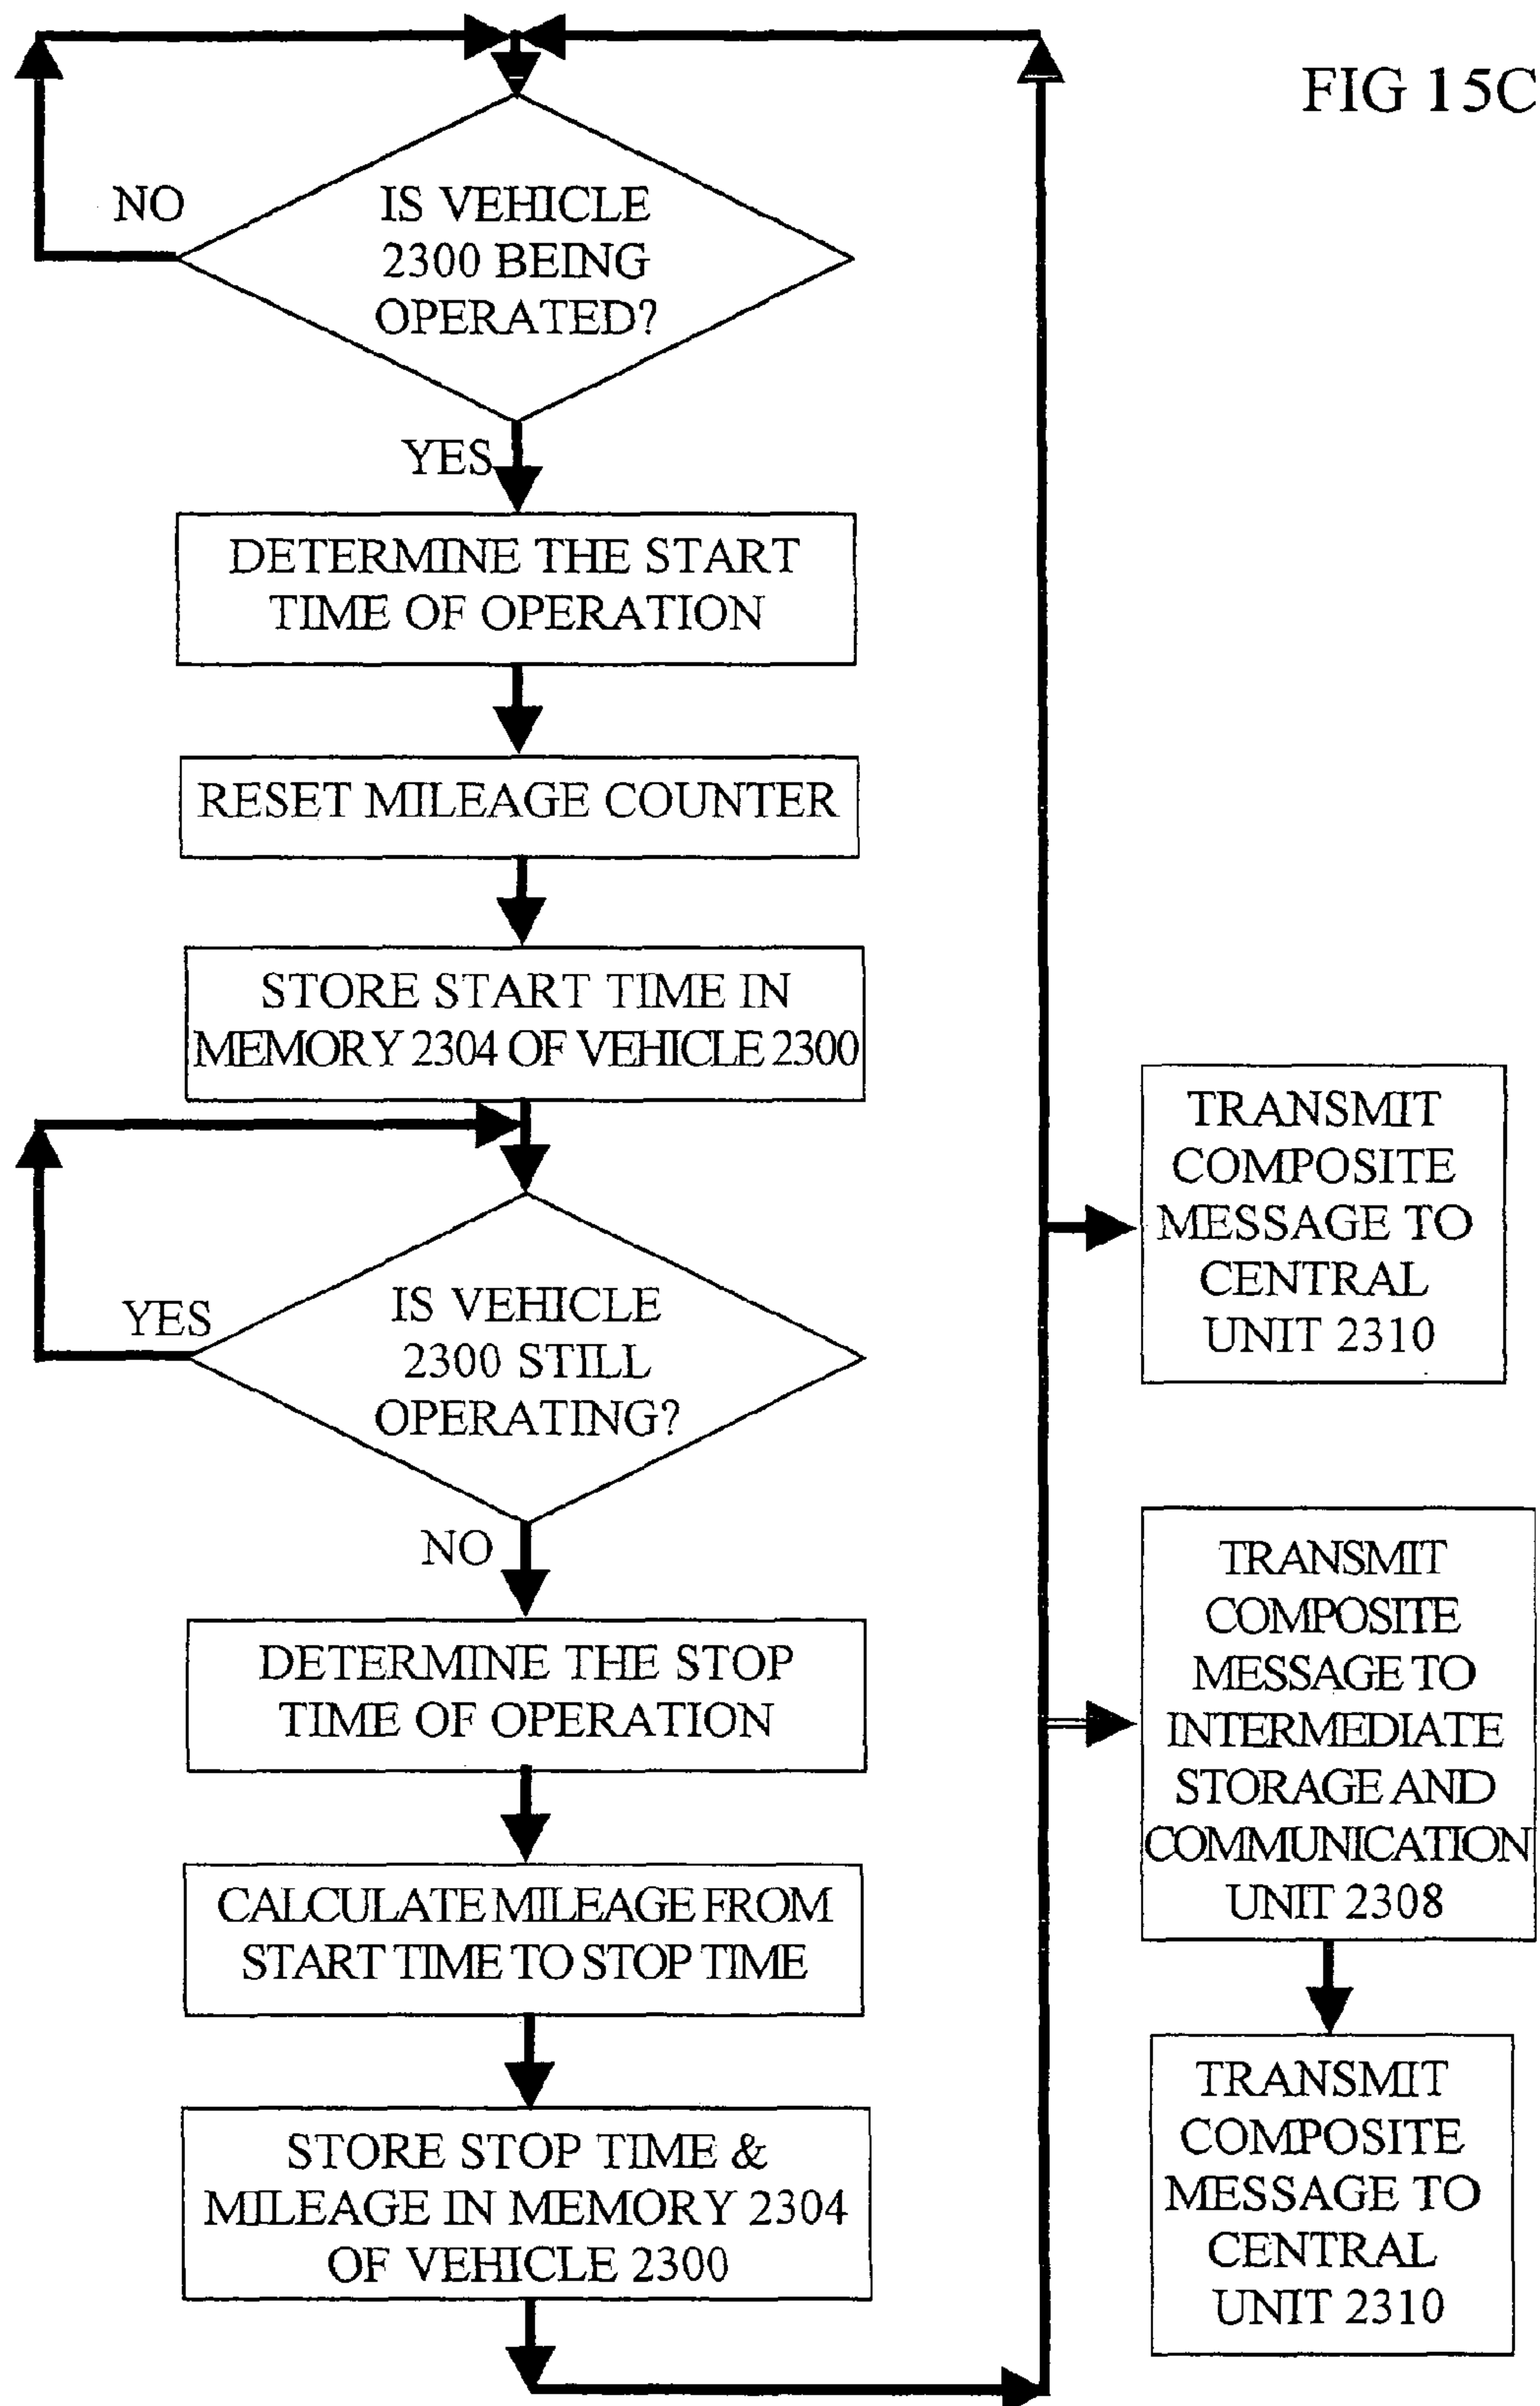 FIG 15C
NO
IS VEHICLE
2300 BEING
OPERATED?
YES
DETERMINE THE START
TIME OF OPERATION
RESET MILEAGE COUNTER
STORE START TIME IN
MEMORY 2304 OF VEHICLE 2300
YES
IS VEHICLE
2300 STILL
OPERATING?
NO
DETERMINE THE STOP
TIME OF OPERATION
CALCULATE MILEAGE FROM
START TIME TO STOP TIME
STORE STOP TIME &
MILEAGE IN MEMORY 2304
OF VEHICLE 2300
TRANSMIT
COMPOSITE
MESSAGE TO
CENTRAL
UNIT 2310
TRANSMIT
COMPOSITE
MESSAGE TO
INTERMEDIATE
STORAGE AND
COMMUNICATION
UNIT 2308
TRANSMIT
COMPOSITE
MESSAGE TO
CENTRAL
UNIT 2310